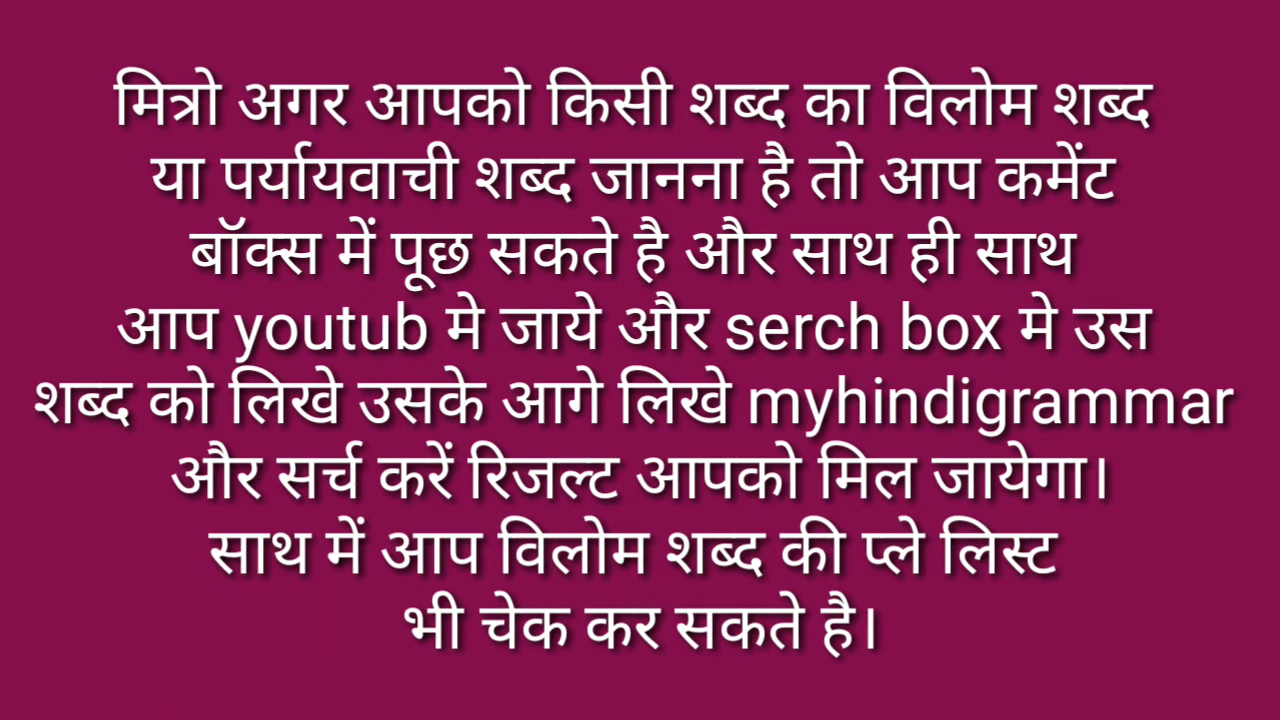 मित्रो अगर आपको किसी शब्द का विलोम शब्द
या पर्यायवाची शब्द जानना है तो आप कमेंट
बॉक्स में पूछ सकते है और साथ ही साथ
आप youtub मे जाये और serch box मे उस
शब्द को लिखे उसके आगे लिखे myhindigrammar
और सर्च करें रिजल्ट आपको मिल जायेगा।
साथ में आप विलोम शब्द की प्ले लिस्ट
भी चेक कर सकते है।